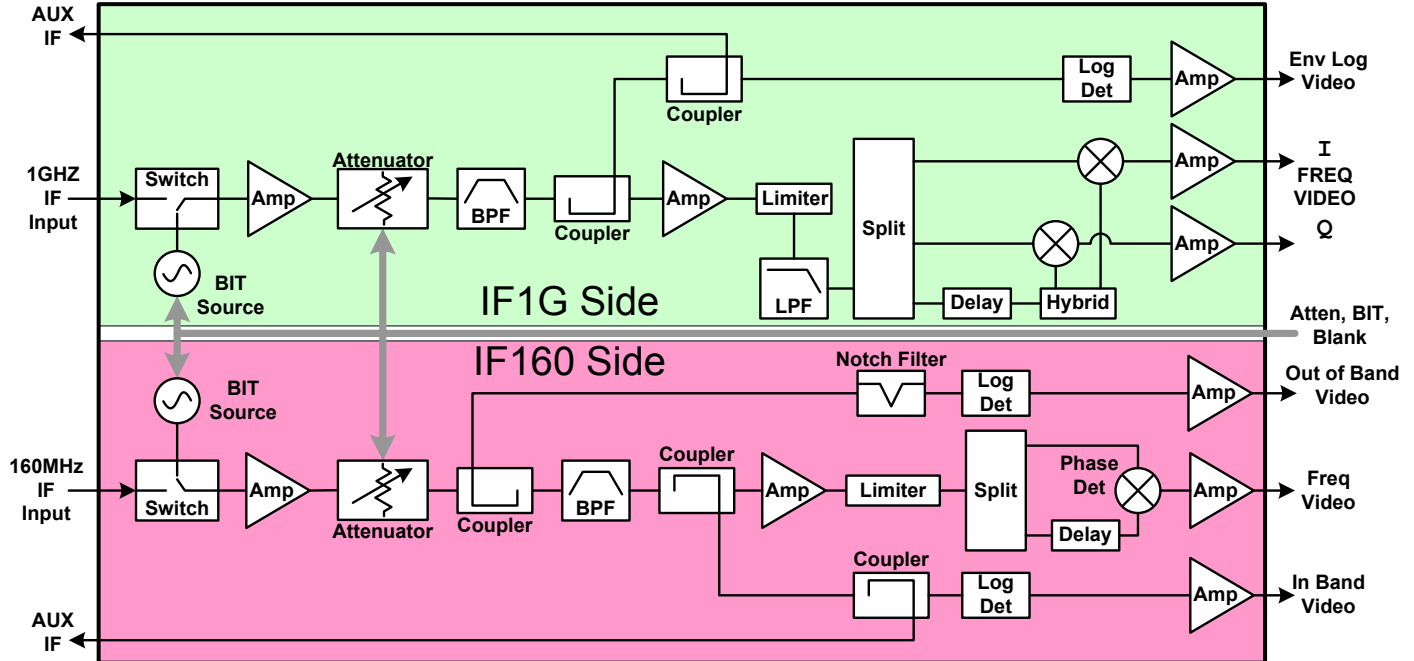 AUX
IF
Log
Det
Amp
Env Log
Video
Coupler
1GHZ
IF
Input
Switch
Amp
Attenuator
BPF
Coupler
Amp
Limiter
Split
Amp
I
FREQ
VIDEO
Q
Amp
BIT
Source
LPF
Delay
Hybrid
IF1G Side
Atten, BIT,
Blank
IF160 Side
BIT
Source
Notch Filter
Log
Det
Amp
Out of Band
Video
160MHz
IF
Input
Switch
Amp
Attenuator
Coupler
BPF
Coupler
Amp
Limiter
Split
Phase
Det
Delay
Amp
Freq
Video
Coupler
Log
Det
Amp
In Band
Video
AUX
IF